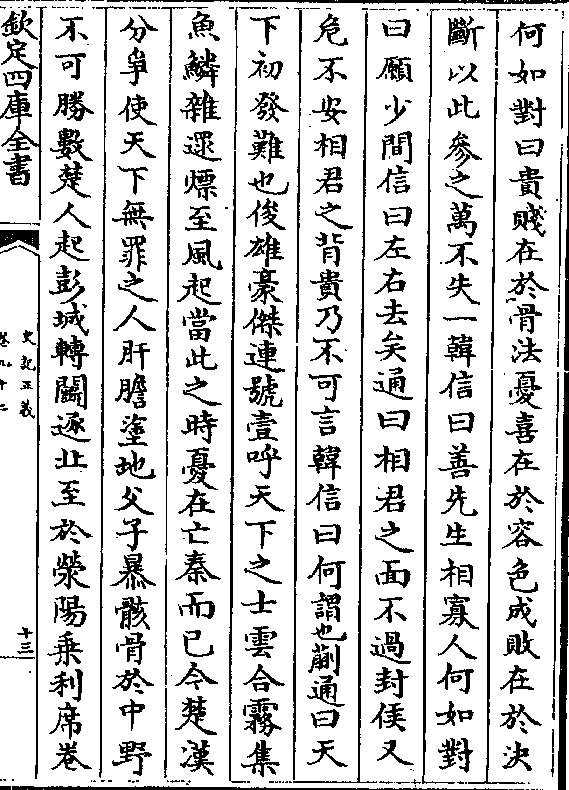 何如對曰貴賤在於骨法憂喜在於容色成敗在於決
斷以此參之萬不失一韓信曰善先生相寡人何如對
曰願少間信曰左右去矣通曰相君之面不過封侯又
危不安相君之背貴乃不可言韓信曰何謂也蒯通曰天
下初發難也俊雄豪傑連號壹呼天下之士雲合霧集
魚鱗雜遝熛至風起當此之時憂在亡秦而已今楚漢
分爭使天下無罪之人肝膽塗地父子暴骸骨於中野
不可勝數楚人起彭城轉鬭逐北至於滎陽乗利席卷
欽定四庫全書
史記正義
卷九十二
十三